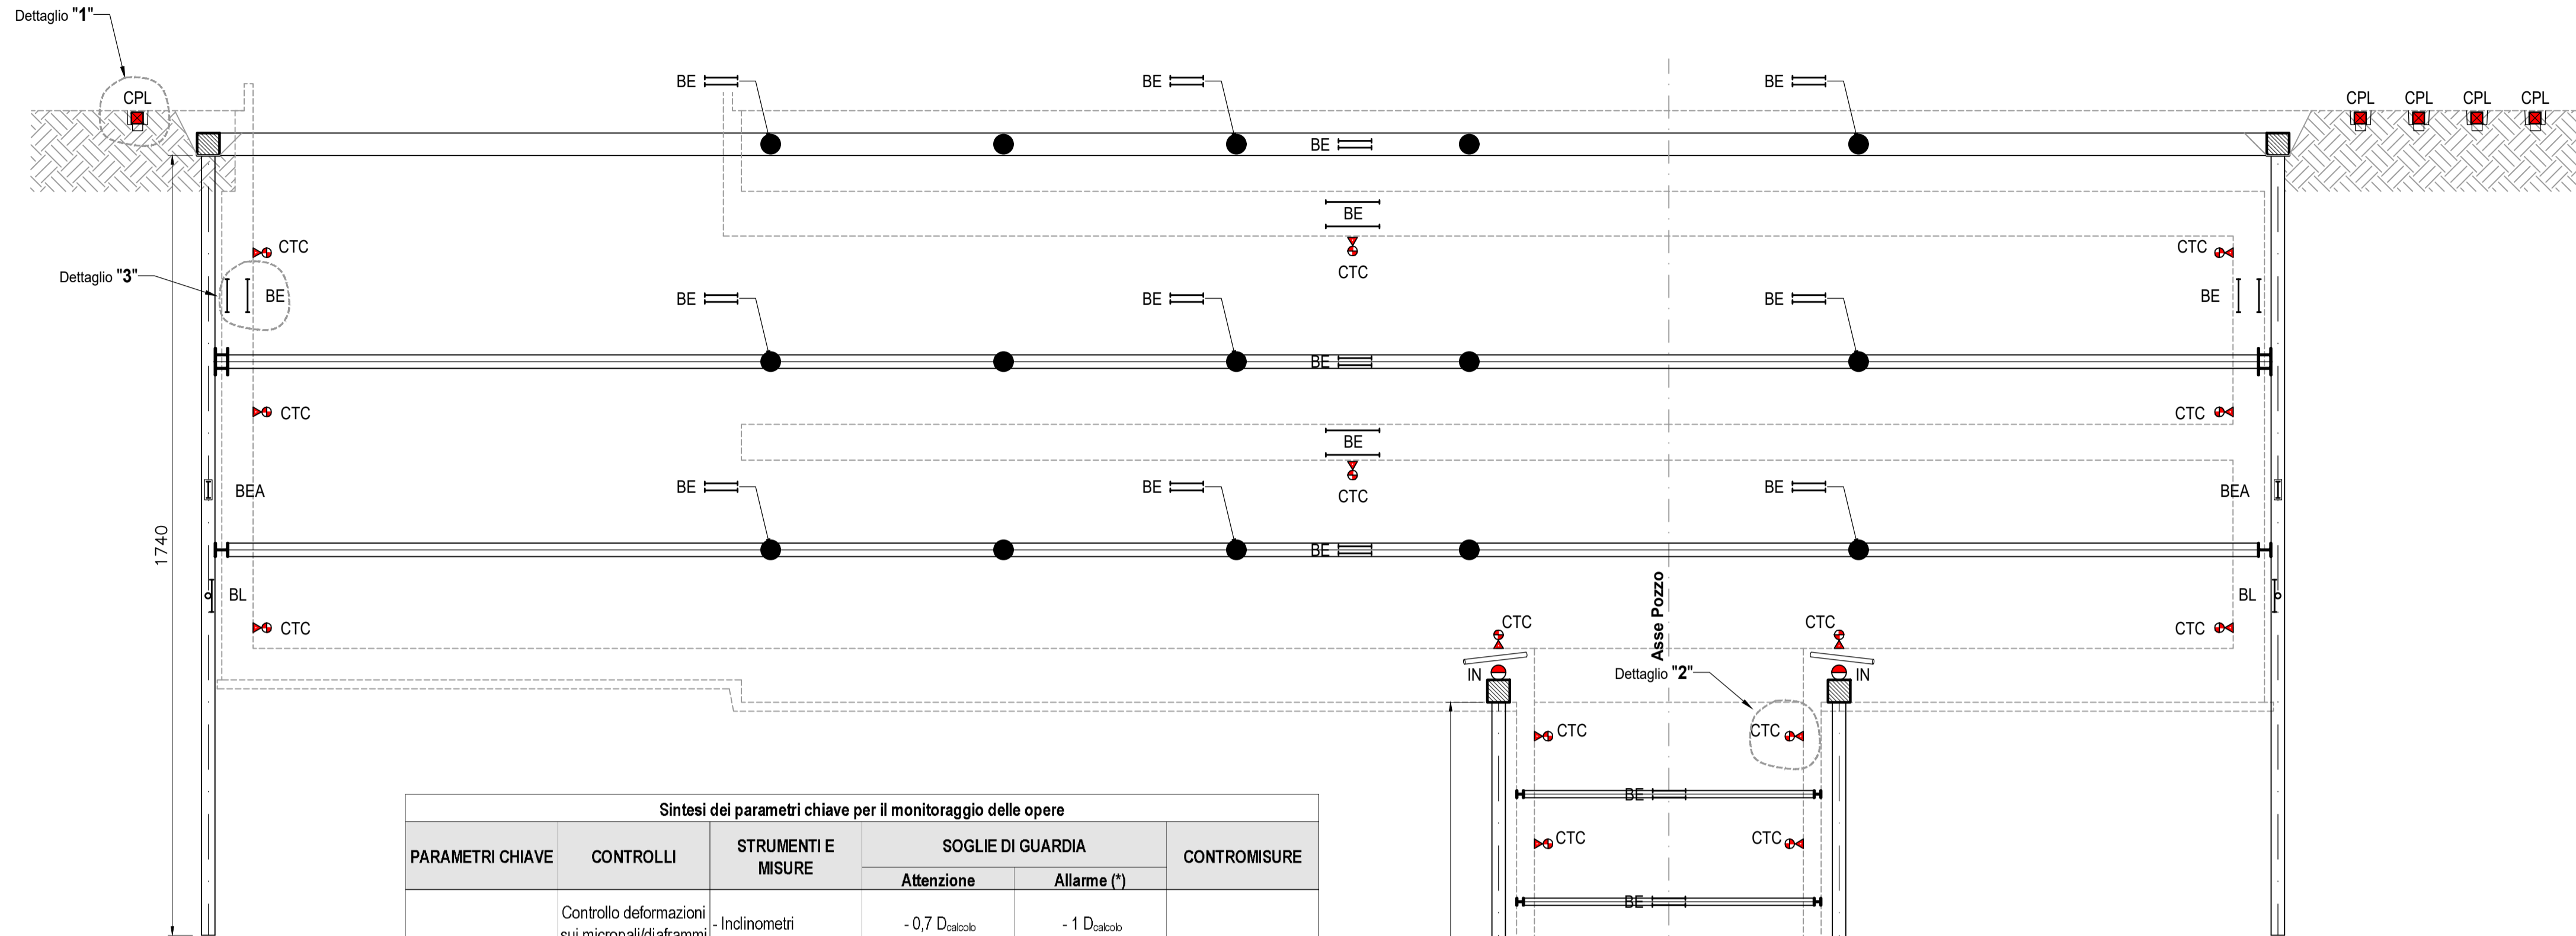 Dettaglio "1"
CPL
BE
BE
BE
CPL
CPL
CPL
CPL
BE
BE
CTC
CTC
CTC
Dettaglio "3"
BE
BE
BE
BE
BE
CTC
BE
CTC
CTC
BE
BE
BE
BE
CTC
BEA
BEA
1740
BE
BL
BL
CTC
CTC
CTC
CTC
Asse Pozzo
IN
Dettaglio "2"
IN
CTC
CTC
BE
CTC
CTC
BE
Sintesi dei parametri chiave per il monitoraggio delle opere
PARAMETRI CHIAVE
CONTROLLI
STRUMENTI E
MISURE
SOGLIE DI GUARDIA
CONTROMISURE
Attenzione
Allarme (*)
Controllo deformazioni
sui micropali/diaframmi
- Inclinometri
- 0,7 Dcalcolo
- 1 Dcalcolo